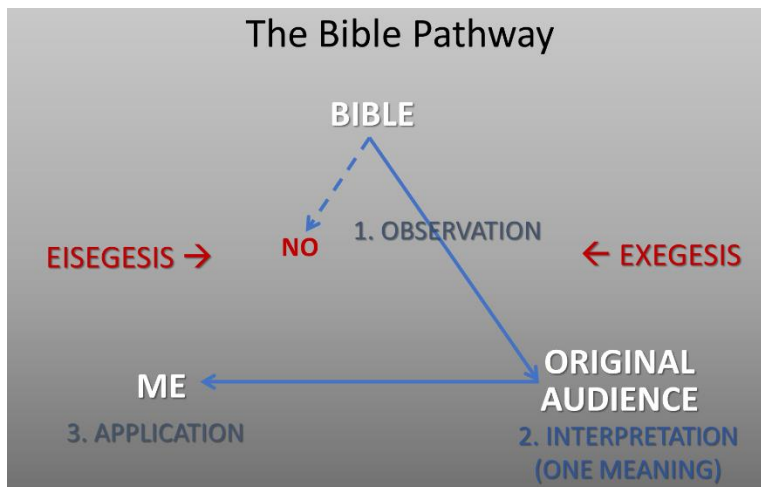 The Bible Pathway
BIBLE
1. OBSERVATION
NO
EISEGESIS →
← EXEGESIS
ME
ORIGINAL
AUDIENCE
3. APPLICATION
2. INTERPRETATION
(ONE MEANING)